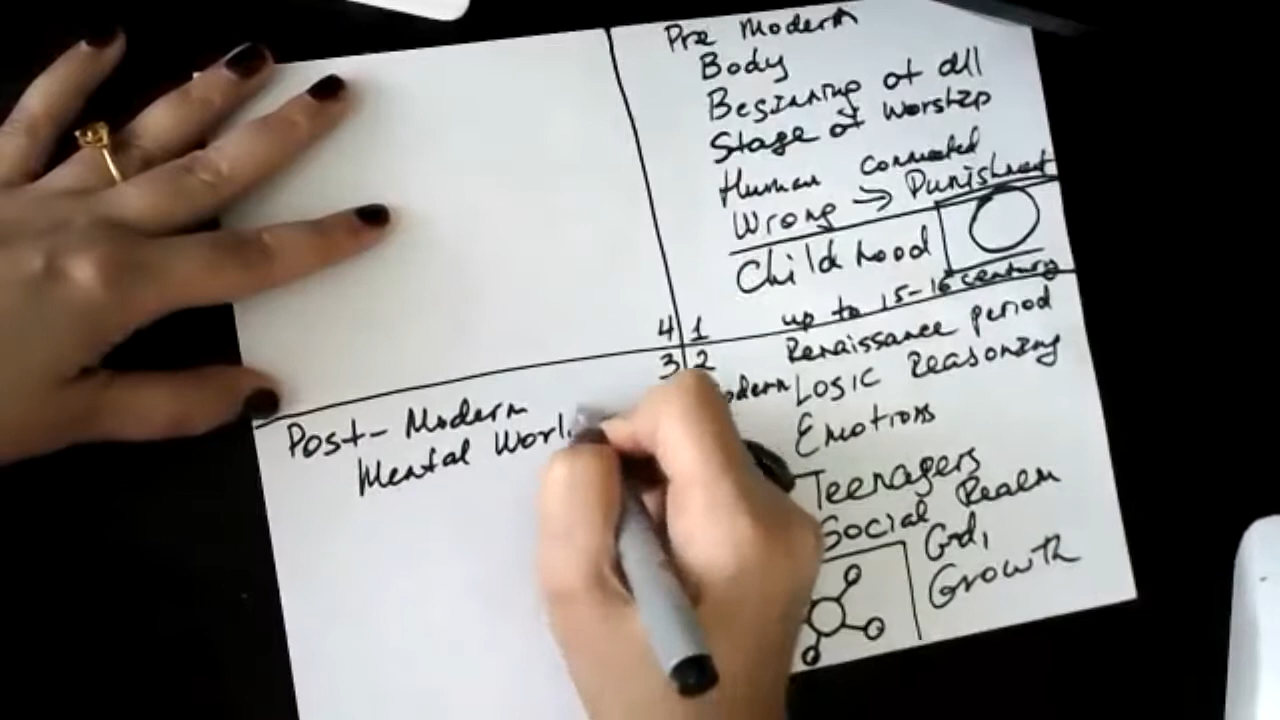 Pre Modern
Body
Beginning of all
Stage of Worship
Human connected
Wrong → Punishment
Childhood
up to 15-16 century
4 1
3 2
Renaissance period
Logic Reasoning
Emotions
Teenagers
Social Realm
God,
Growth
Post-Modern
Mental